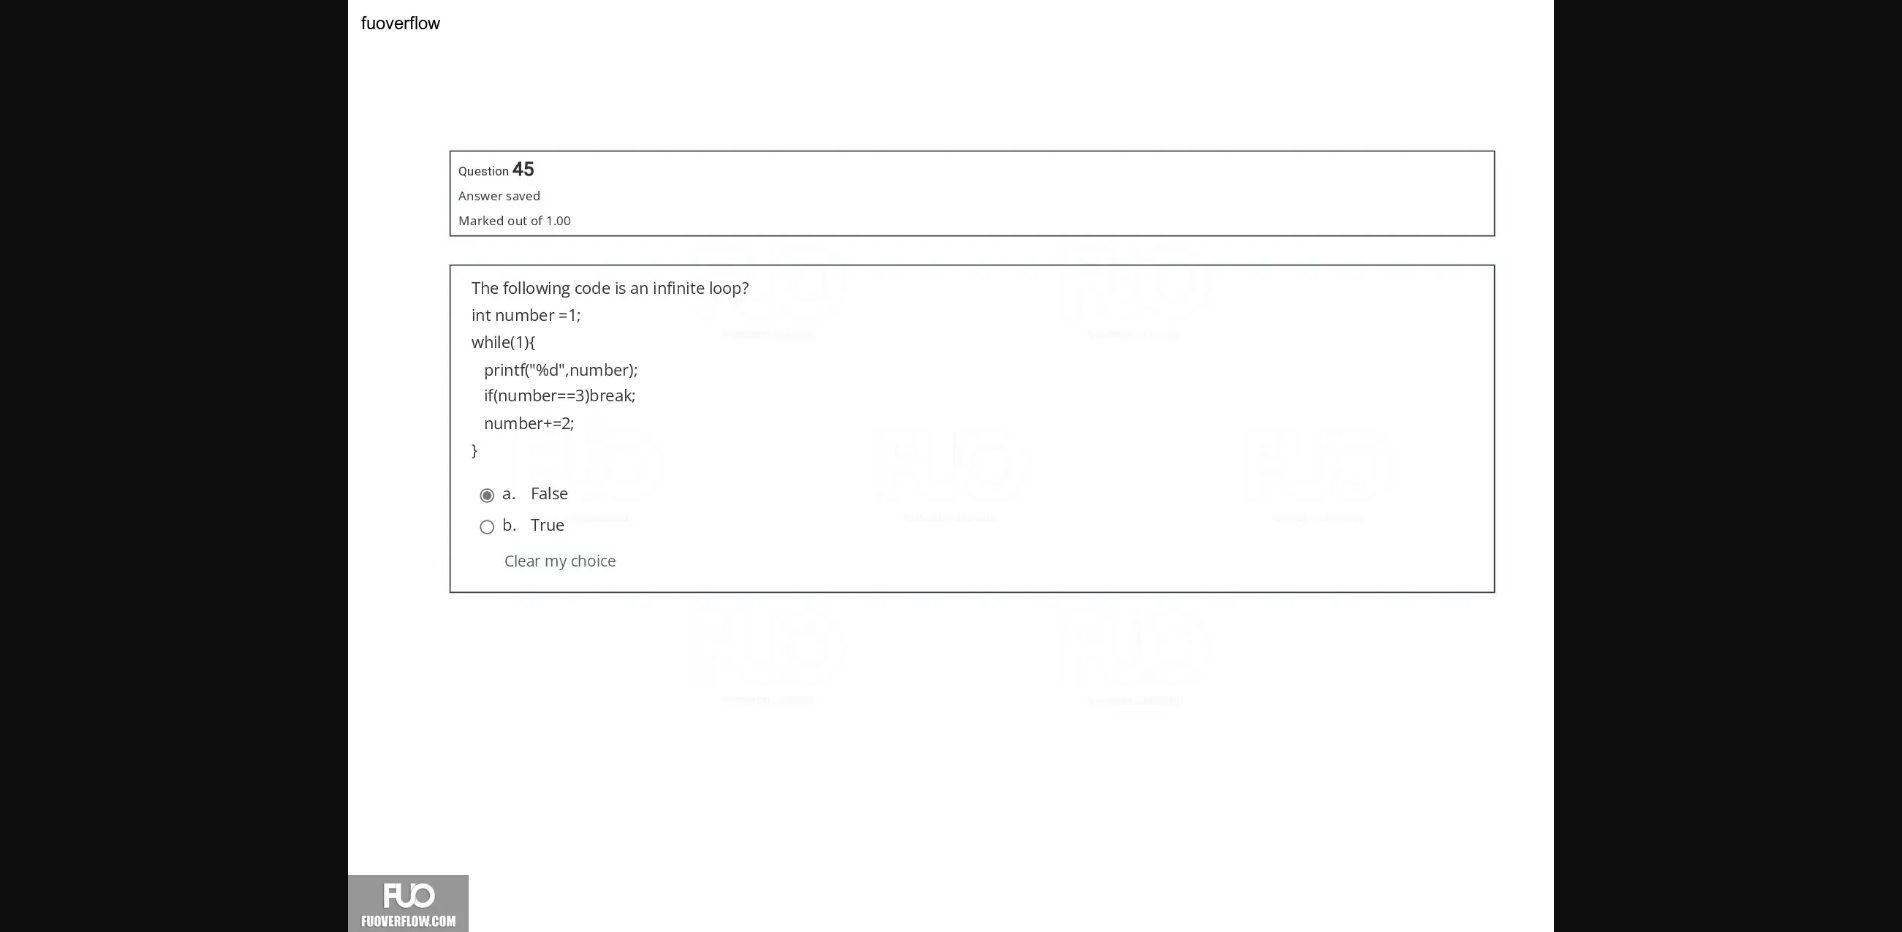 fuoverflow
Question 45
Answer saved
Marked out of 1.00
The following code is an infinite loop?
int number =1;
while(1){
printf("%d",number);
if(number==3)break;
number+=2;
}
a. False
b. True
Clear my choice
FUO
FUOVERFLOW.COM